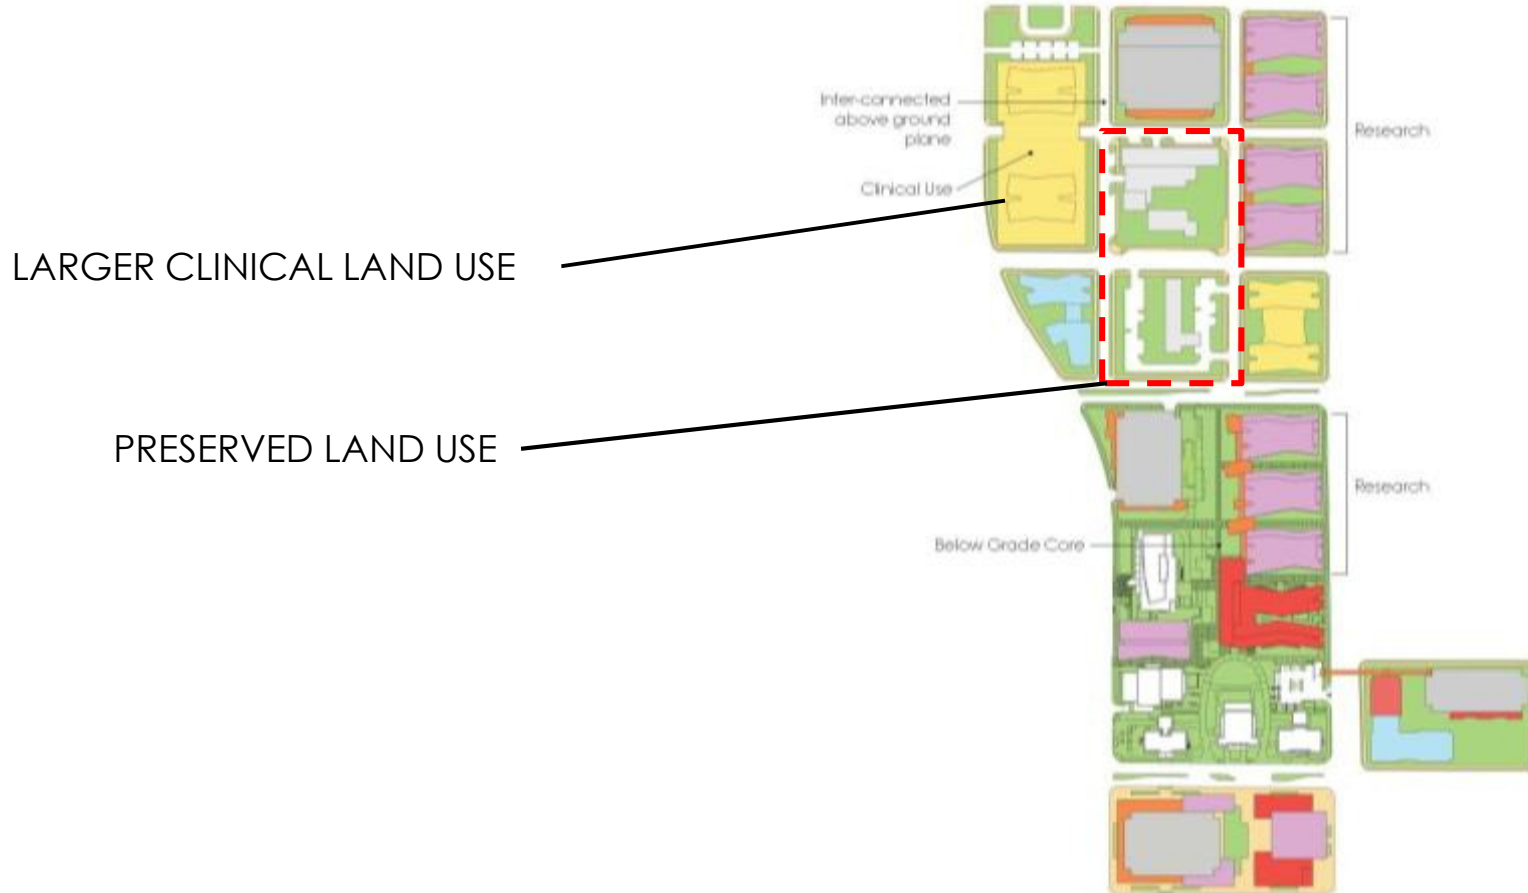 Inter-connected
above ground
plane
Research
Clinical Use
LARGER CLINICAL LAND USE
PRESERVED LAND USE
Research
Below Grade Core